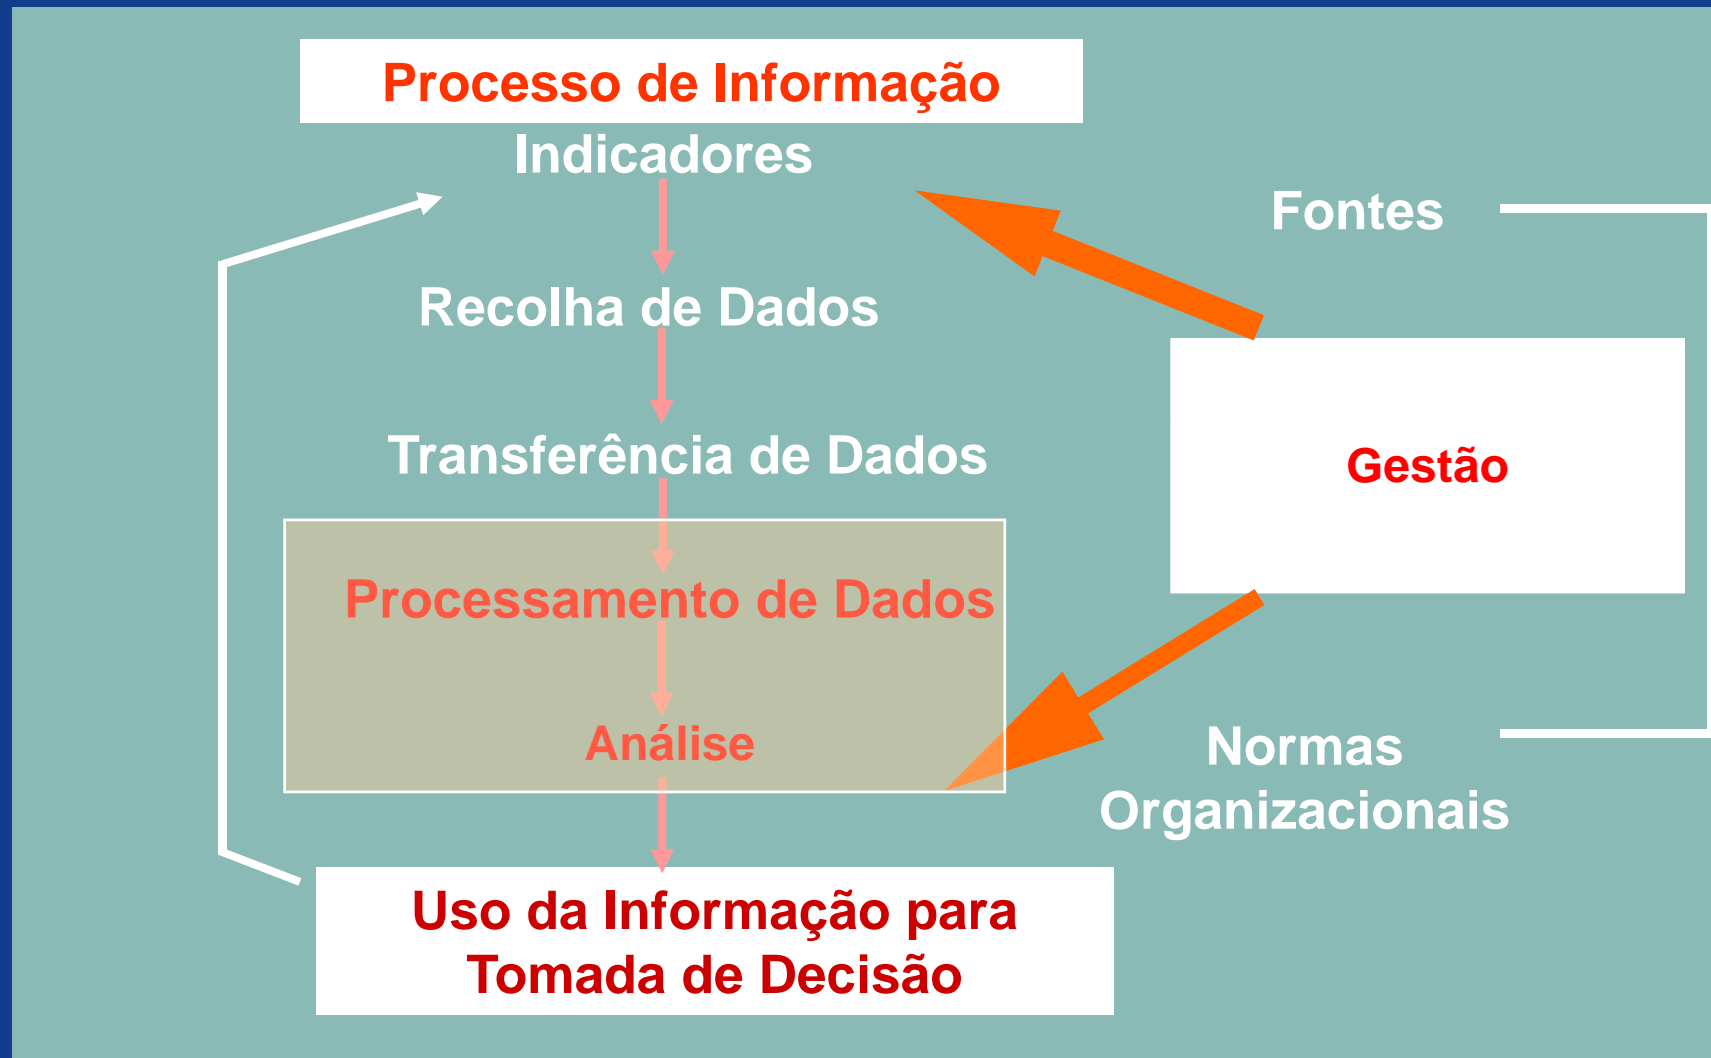 Processo de Informação
Indicadores
Fontes
Recolha de Dados
Transferência de Dados
Gestão
Processamento de Dados
Análise
Normas
Organizacionais
Uso da Informação para
Tomada de Decisão